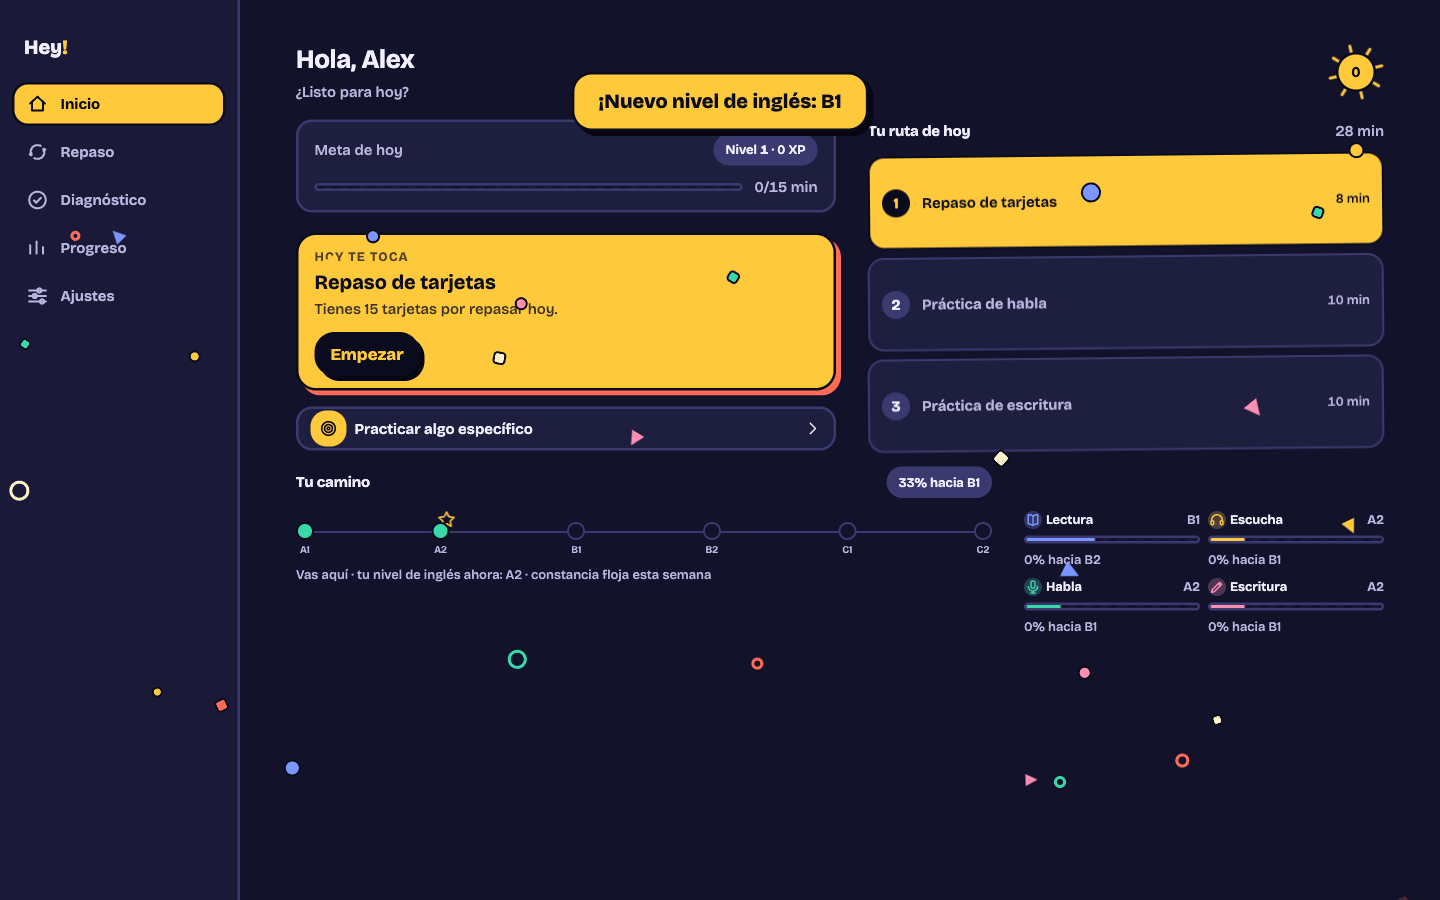 Hey!
Inicio
Repaso
Diagnóstico
Progreso
Ajustes
Hola, Alex
¿Listo para hoy?
¡Nuevo nivel de inglés: B1
0
Meta de hoy
Nivel 1 · 0 XP
0/15 min
HOY TE TOCA
Repaso de tarjetas
Tienes 15 tarjetas por repasar hoy.
Empezar
Practicar algo específico
Tu ruta de hoy
28 min
1 Repaso de tarjetas 8 min
2 Práctica de habla 10 min
3 Práctica de escritura 10 min
Tu camino
33% hacia B1
A1 A2 B1 B2 C1 C2
Vas aquí · tu nivel de inglés ahora: A2 · constancia floja esta semana
Lectura B1
0% hacia B2
Escucha A2
0% hacia B1
Habla A2
0% hacia B1
Escritura A2
0% hacia B1